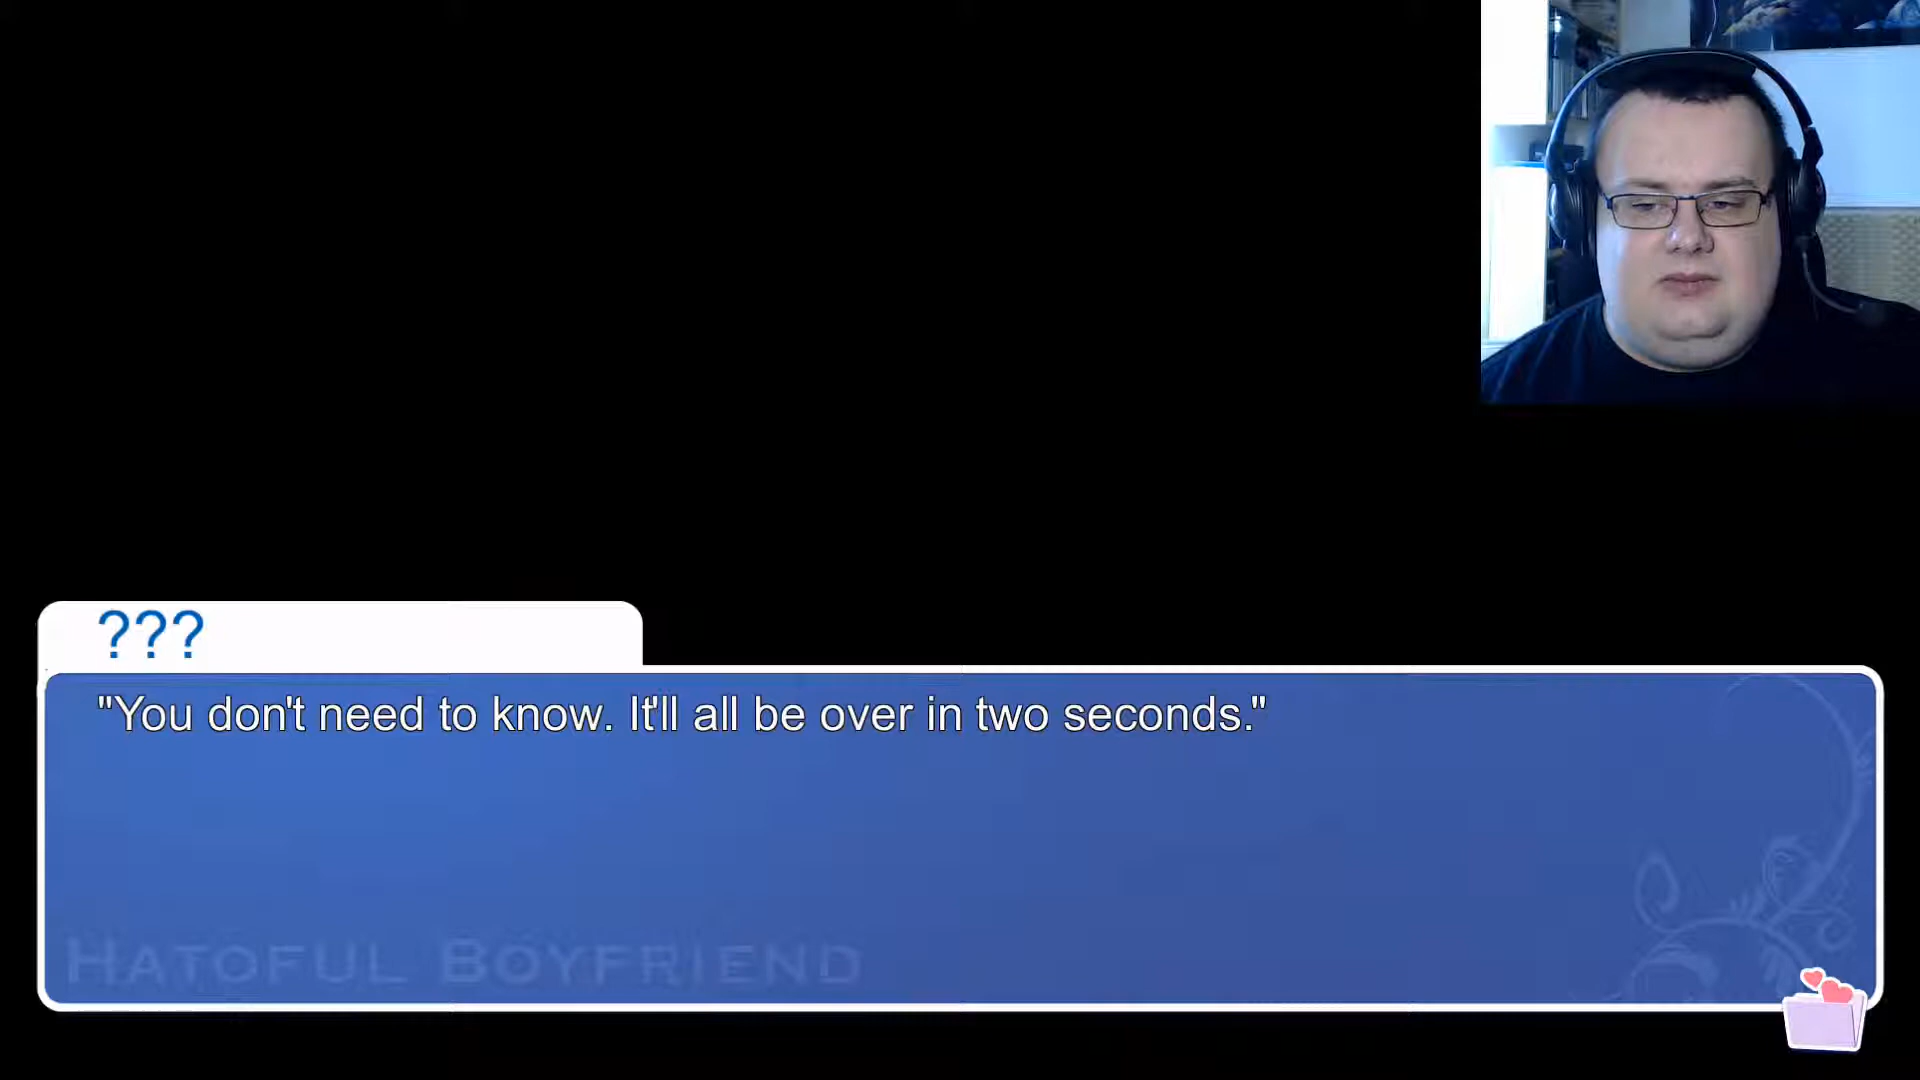 ???
"You don't need to know. It'll all be over in two seconds."
HATOFUL BOYFRIEND